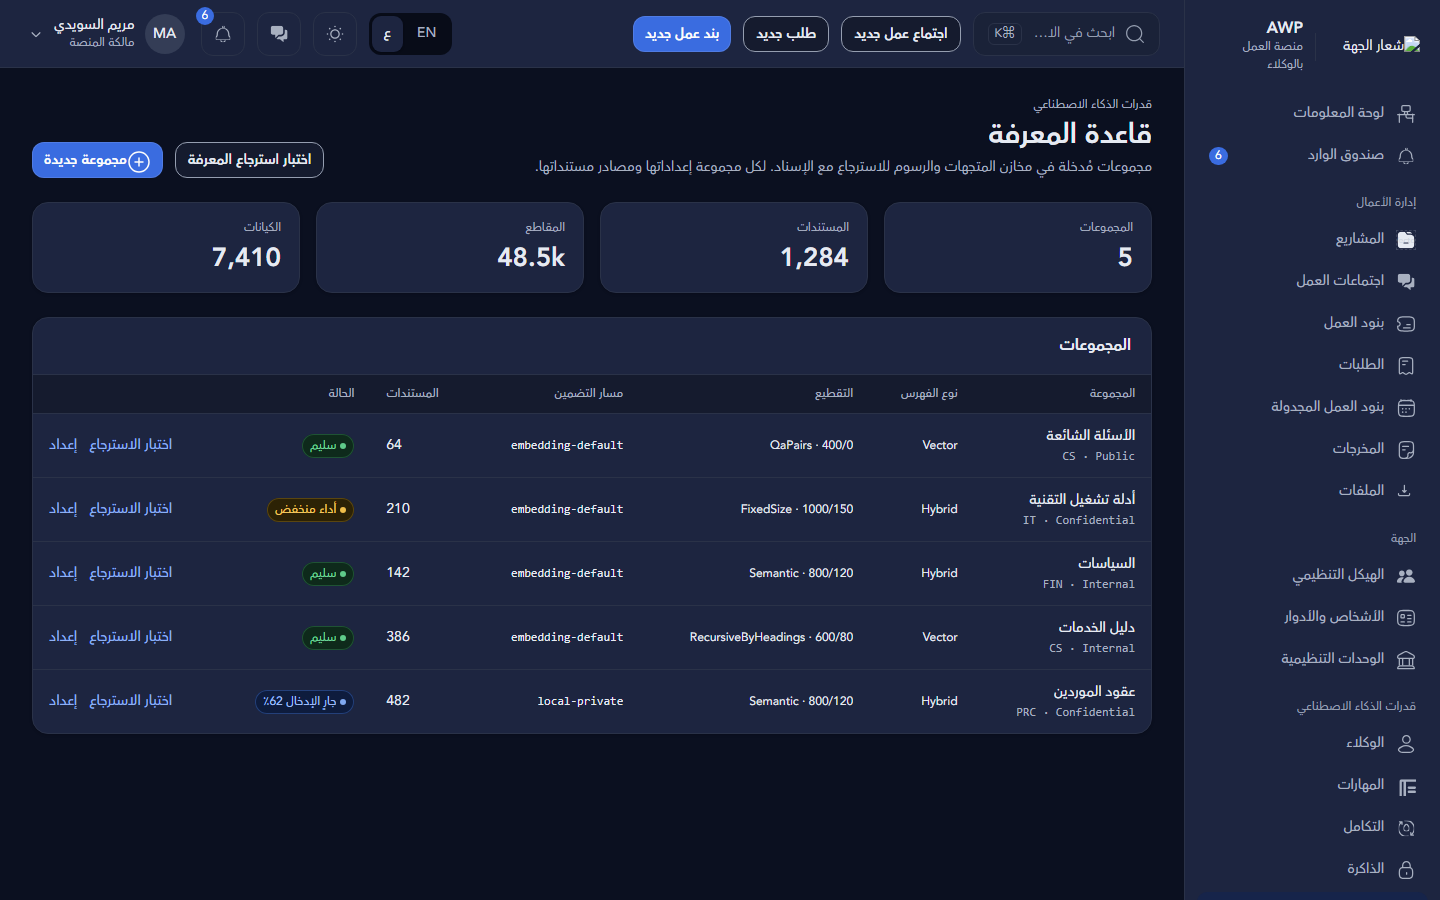 شعار الجهة
AWP
منصة العمل
بالوكلاء
لوحة المعلومات
صندوق الوارد
6
إدارة الأعمال
المشاريع
اجتماعات العمل
بنود العمل
الطلبات
بنود العمل المجدولة
المخرجات
الملفات
الجهة
الهيكل التنظيمي
الأشخاص والأدوار
الوحدات التنظيمية
قدرات الذكاء الاصطناعي
الوكلاء
المهارات
التكامل
الذاكرة
ابحث في الا...
⌘K
اجتماع عمل جديد
طلب جديد
بند عمل جديد
EN
ع
6
MA
مريم السويدي
مالكة المنصة
قدرات الذكاء الاصطناعي
قاعدة المعرفة
مجموعات مُدخلة في مخازن المتجهات والرسوم للاسترجاع مع الإسناد. لكل مجموعة إعداداتها ومصادر مستنداتها.
اختبار استرجاع المعرفة
مجموعة جديدة
المجموعات
5
المستندات
1,284
المقاطع
48.5k
الكيانات
7,410
المجموعات
المجموعة نوع الفهرس التقطيع مسار التضمين المستندات الحالة
الأسئلة الشائعة
CS · Public
Vector
QaPairs · 400/0
embedding-default
64
سليم
اختبار الاسترجاع
إعداد
أدلة تشغيل التقنية
IT · Confidential
Hybrid
FixedSize · 1000/150
embedding-default
210
أداء منخفض
اختبار الاسترجاع
إعداد
السياسات
FIN · Internal
Hybrid
Semantic · 800/120
embedding-default
142
سليم
اختبار الاسترجاع
إعداد
دليل الخدمات
CS · Internal
Vector
RecursiveByHeadings · 600/80
embedding-default
386
سليم
اختبار الاسترجاع
إعداد
عقود الموردين
PRC · Confidential
Hybrid
Semantic · 800/120
local-private
482
جارٍ الإدخال 62٪
اختبار الاسترجاع
إعداد